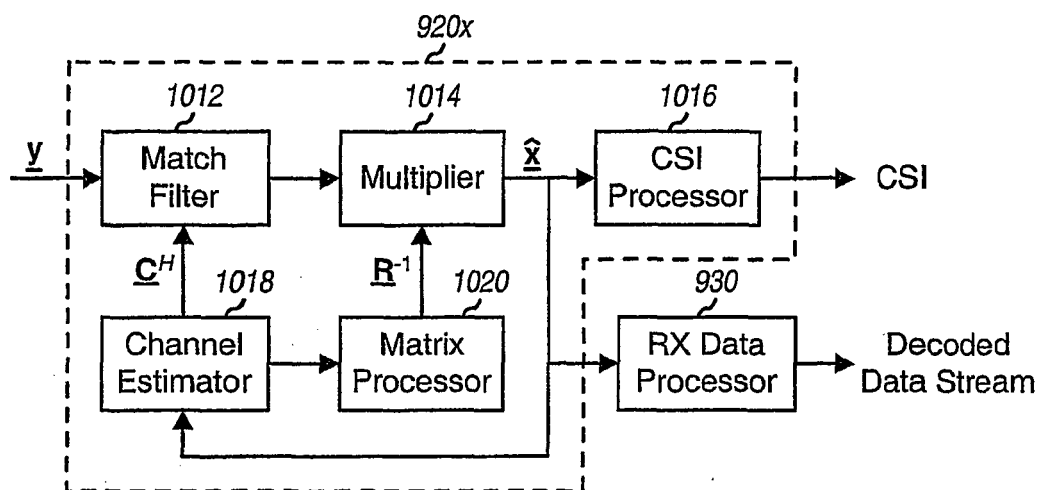 920x
1012
1014
1016
y
Match
Filter
Multiplier
x̂
CSI
Processor
CSI
C^H
1018
R^-1
1020
930
Channel
Estimator
Matrix
Processor
RX Data
Processor
Decoded
Data Stream